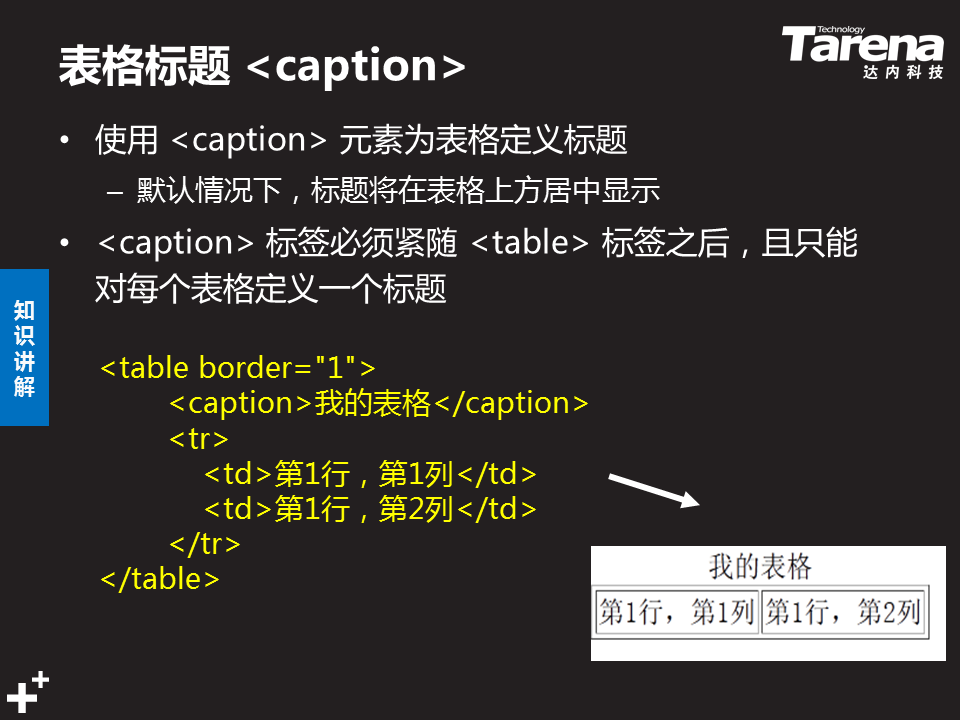 表格标题 <caption>
Technology
Tarena
达内科技
• 使用 <caption> 元素为表格定义标题
– 默认情况下，标题将在表格上方居中显示
• <caption> 标签必须紧随 <table> 标签之后，且只能
对每个表格定义一个标题
知识讲解
<table border="1">
<caption>我的表格</caption>
<tr>
<td>第1行，第1列</td>
<td>第1行，第2列</td>
</tr>
</table>
我的表格
第1行，第1列 第1行，第2列